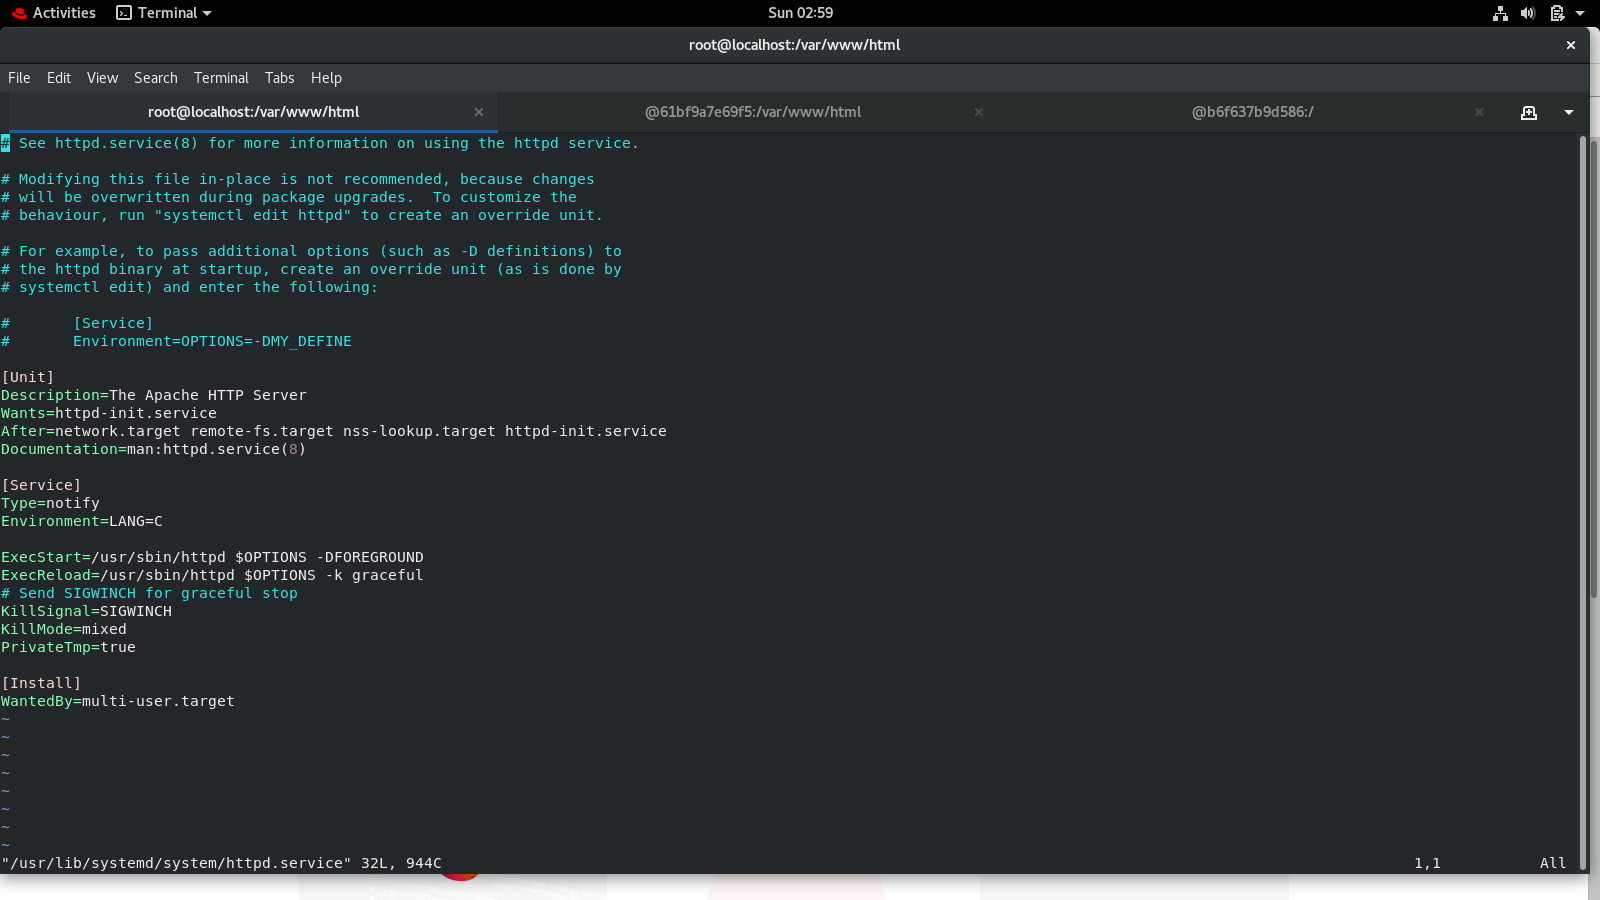 Activities Terminal Sun 02:59
root@localhost:/var/www/html ×
File Edit View Search Terminal Tabs Help
root@localhost:/var/www/html × @61bf9a7e69f5:/var/www/html × @b6f637b9d586:/ ×
# See httpd.service(8) for more information on using the httpd service.
# Modifying this file in-place is not recommended, because changes
# will be overwritten during package upgrades.  To customize the
# behaviour, run "systemctl edit httpd" to create an override unit.
# For example, to pass additional options (such as -D definitions) to
# the httpd binary at startup, create an override unit (as is done by
# systemctl edit) and enter the following:
#       [Service]
#       Environment=OPTIONS=-DMY_DEFINE
[Unit]
Description=The Apache HTTP Server
Wants=httpd-init.service
After=network.target remote-fs.target nss-lookup.target httpd-init.service
Documentation=man:httpd.service(8)
[Service]
Type=notify
Environment=LANG=C
ExecStart=/usr/sbin/httpd $OPTIONS -DFOREGROUND
ExecReload=/usr/sbin/httpd $OPTIONS -k graceful
# Send SIGWINCH for graceful stop
KillSignal=SIGWINCH
KillMode=mixed
PrivateTmp=true
[Install]
WantedBy=multi-user.target
~
~
~
~
~
~
~
~
"/usr/lib/systemd/system/httpd.service" 32L, 944C 1,1 All